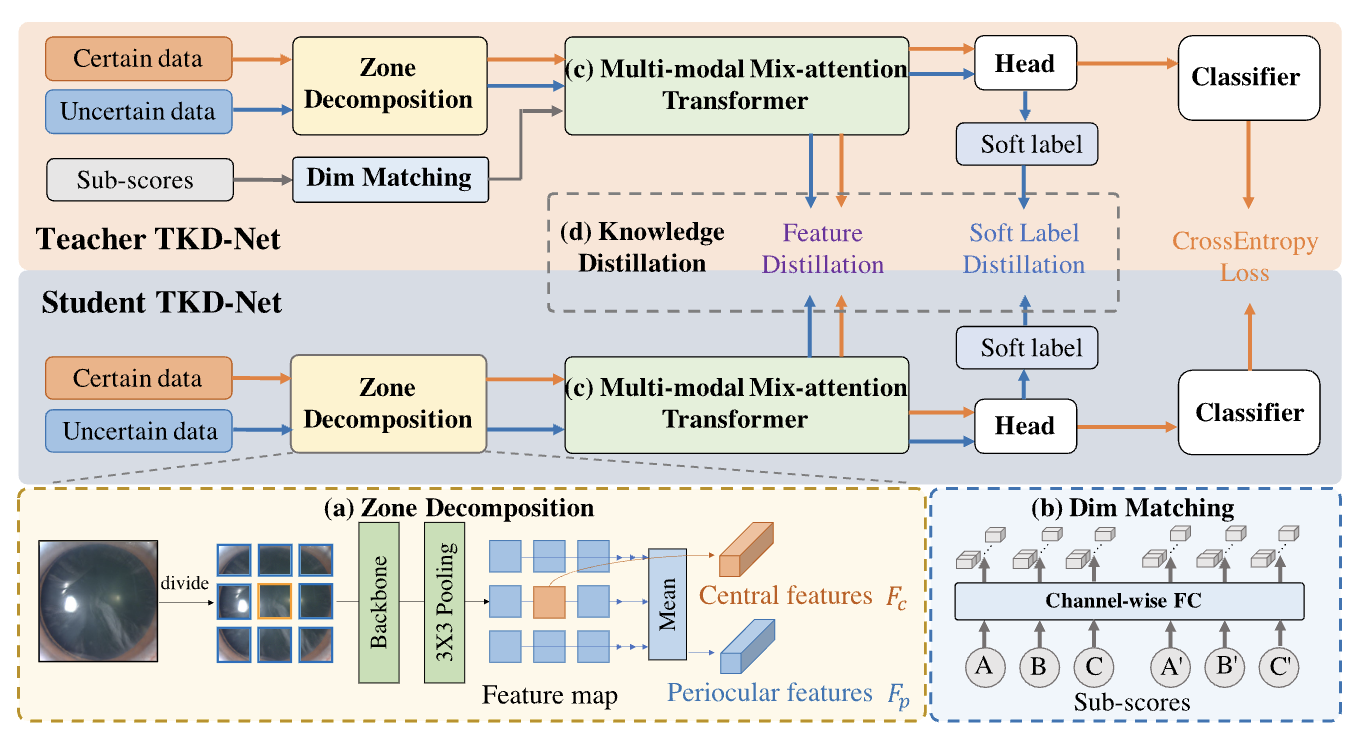 Certain data
Uncertain data
Sub-scores
Zone
Decomposition
Dim Matching
(c) Multi-modal Mix-attention
Transformer
Head
Soft label
Classifier
Teacher TKD-Net
(d) Knowledge
Distillation
Feature
Distillation
Soft Label
Distillation
CrossEntropy
Loss
Student TKD-Net
Certain data
Uncertain data
Zone
Decomposition
(c) Multi-modal Mix-attention
Transformer
Soft label
Head
Classifier
(a) Zone Decomposition
divide
Backbone
3X3 Pooling
Feature map
Mean
Central features Fc
Periocular features Fp
(b) Dim Matching
Channel-wise FC
A B C A' B' C'
Sub-scores